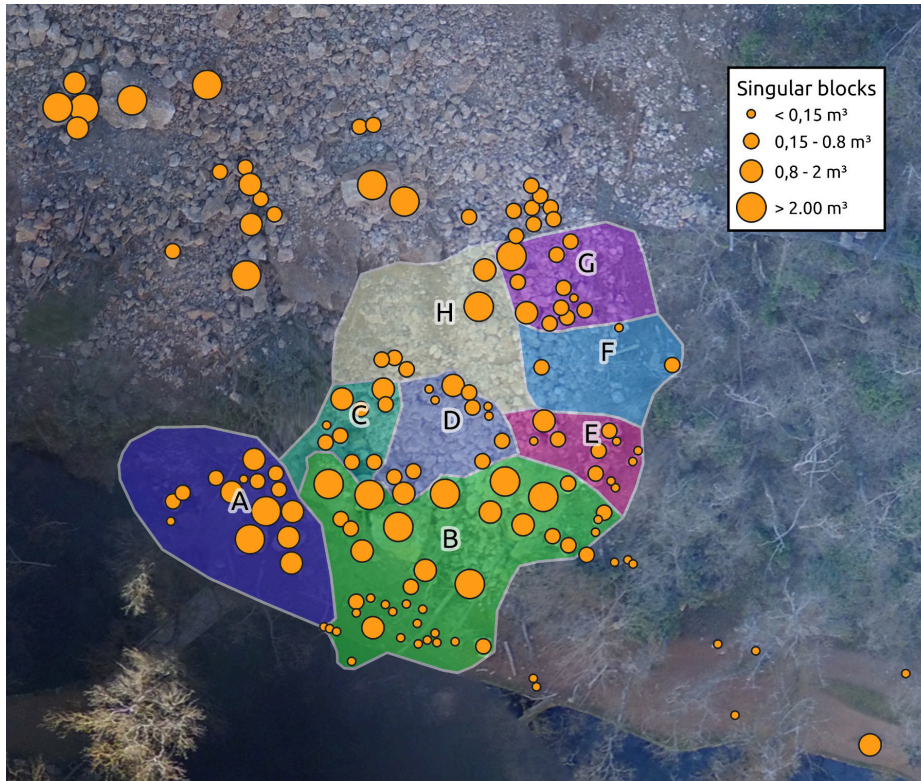 Singular blocks
< 0,15 m³
0,15 - 0.8 m³
0,8 - 2 m³
> 2.00 m³
G
H
F
C
D
E
A
B